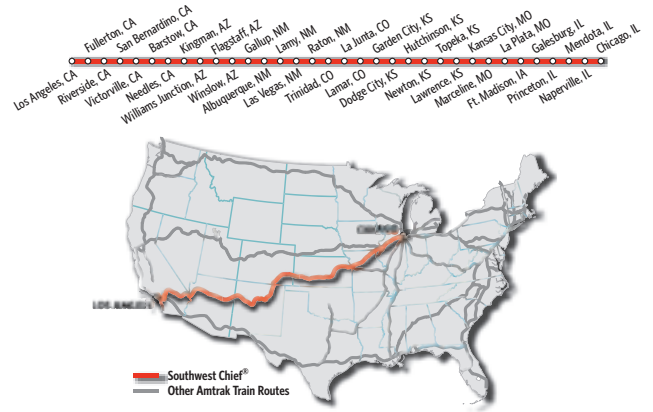 Los Angeles, CA
Fullerton, CA
Riverside, CA
San Bernardino, CA
Victorville, CA
Barstow, CA
Needles, CA
Kingman, AZ
Williams Junction, AZ
Flagstaff, AZ
Winslow, AZ
Gallup, NM
Albuquerque, NM
Lamy, NM
Las Vegas, NM
Raton, NM
Trinidad, CO
La Junta, CO
Lamar, CO
Garden City, KS
Dodge City, KS
Hutchinson, KS
Newton, KS
Topeka, KS
Lawrence, KS
Kansas City, MO
Marceline, MO
La Plata, MO
Ft. Madison, IA
Galesburg, IL
Princeton, IL
Mendota, IL
Naperville, IL
Chicago, IL
CHICAGO
LOS ANGELES
Southwest Chief®
Other Amtrak Train Routes